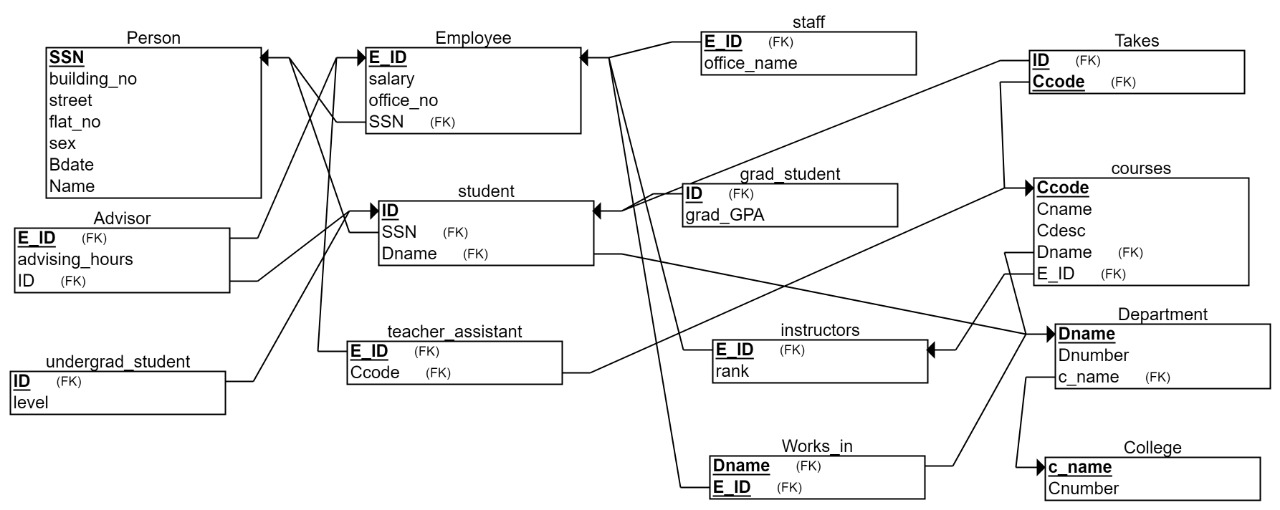 Person
SSN
building_no
street
flat_no
sex
Bdate
Name
Employee
E_ID (FK)
salary
office_no
SSN (FK)
staff
E_ID (FK)
office_name
Takes
ID (FK)
Ccode (FK)
Advisor
E_ID (FK)
advising_hours
ID (FK)
student
ID
SSN (FK)
Dname (FK)
grad_student
ID (FK)
grad_GPA
courses
Ccode
Cname
Cdesc
Dname (FK)
E_ID (FK)
undergrad_student
ID (FK)
level
teacher_assistant
E_ID (FK)
Ccode (FK)
instructors
E_ID (FK)
rank
Department
Dname
Dnumber
c_name (FK)
Works_in
Dname (FK)
E_ID (FK)
College
c_name
Cnumber